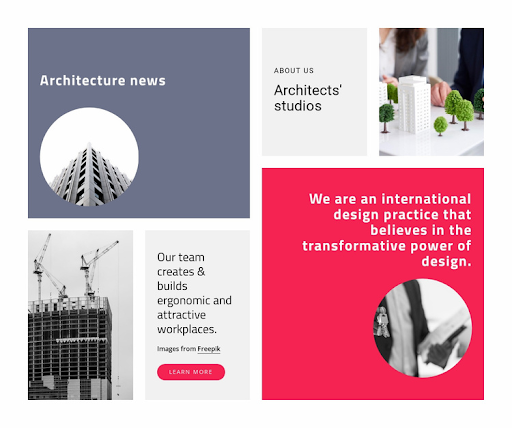 Architecture news
ABOUT US
Architects'
studios
We are an international
design practice that
believes in the
transformative power of
design.
Our team
creates &
builds
ergonomic and
attractive
workplaces.
Images from Freepik
LEARN MORE